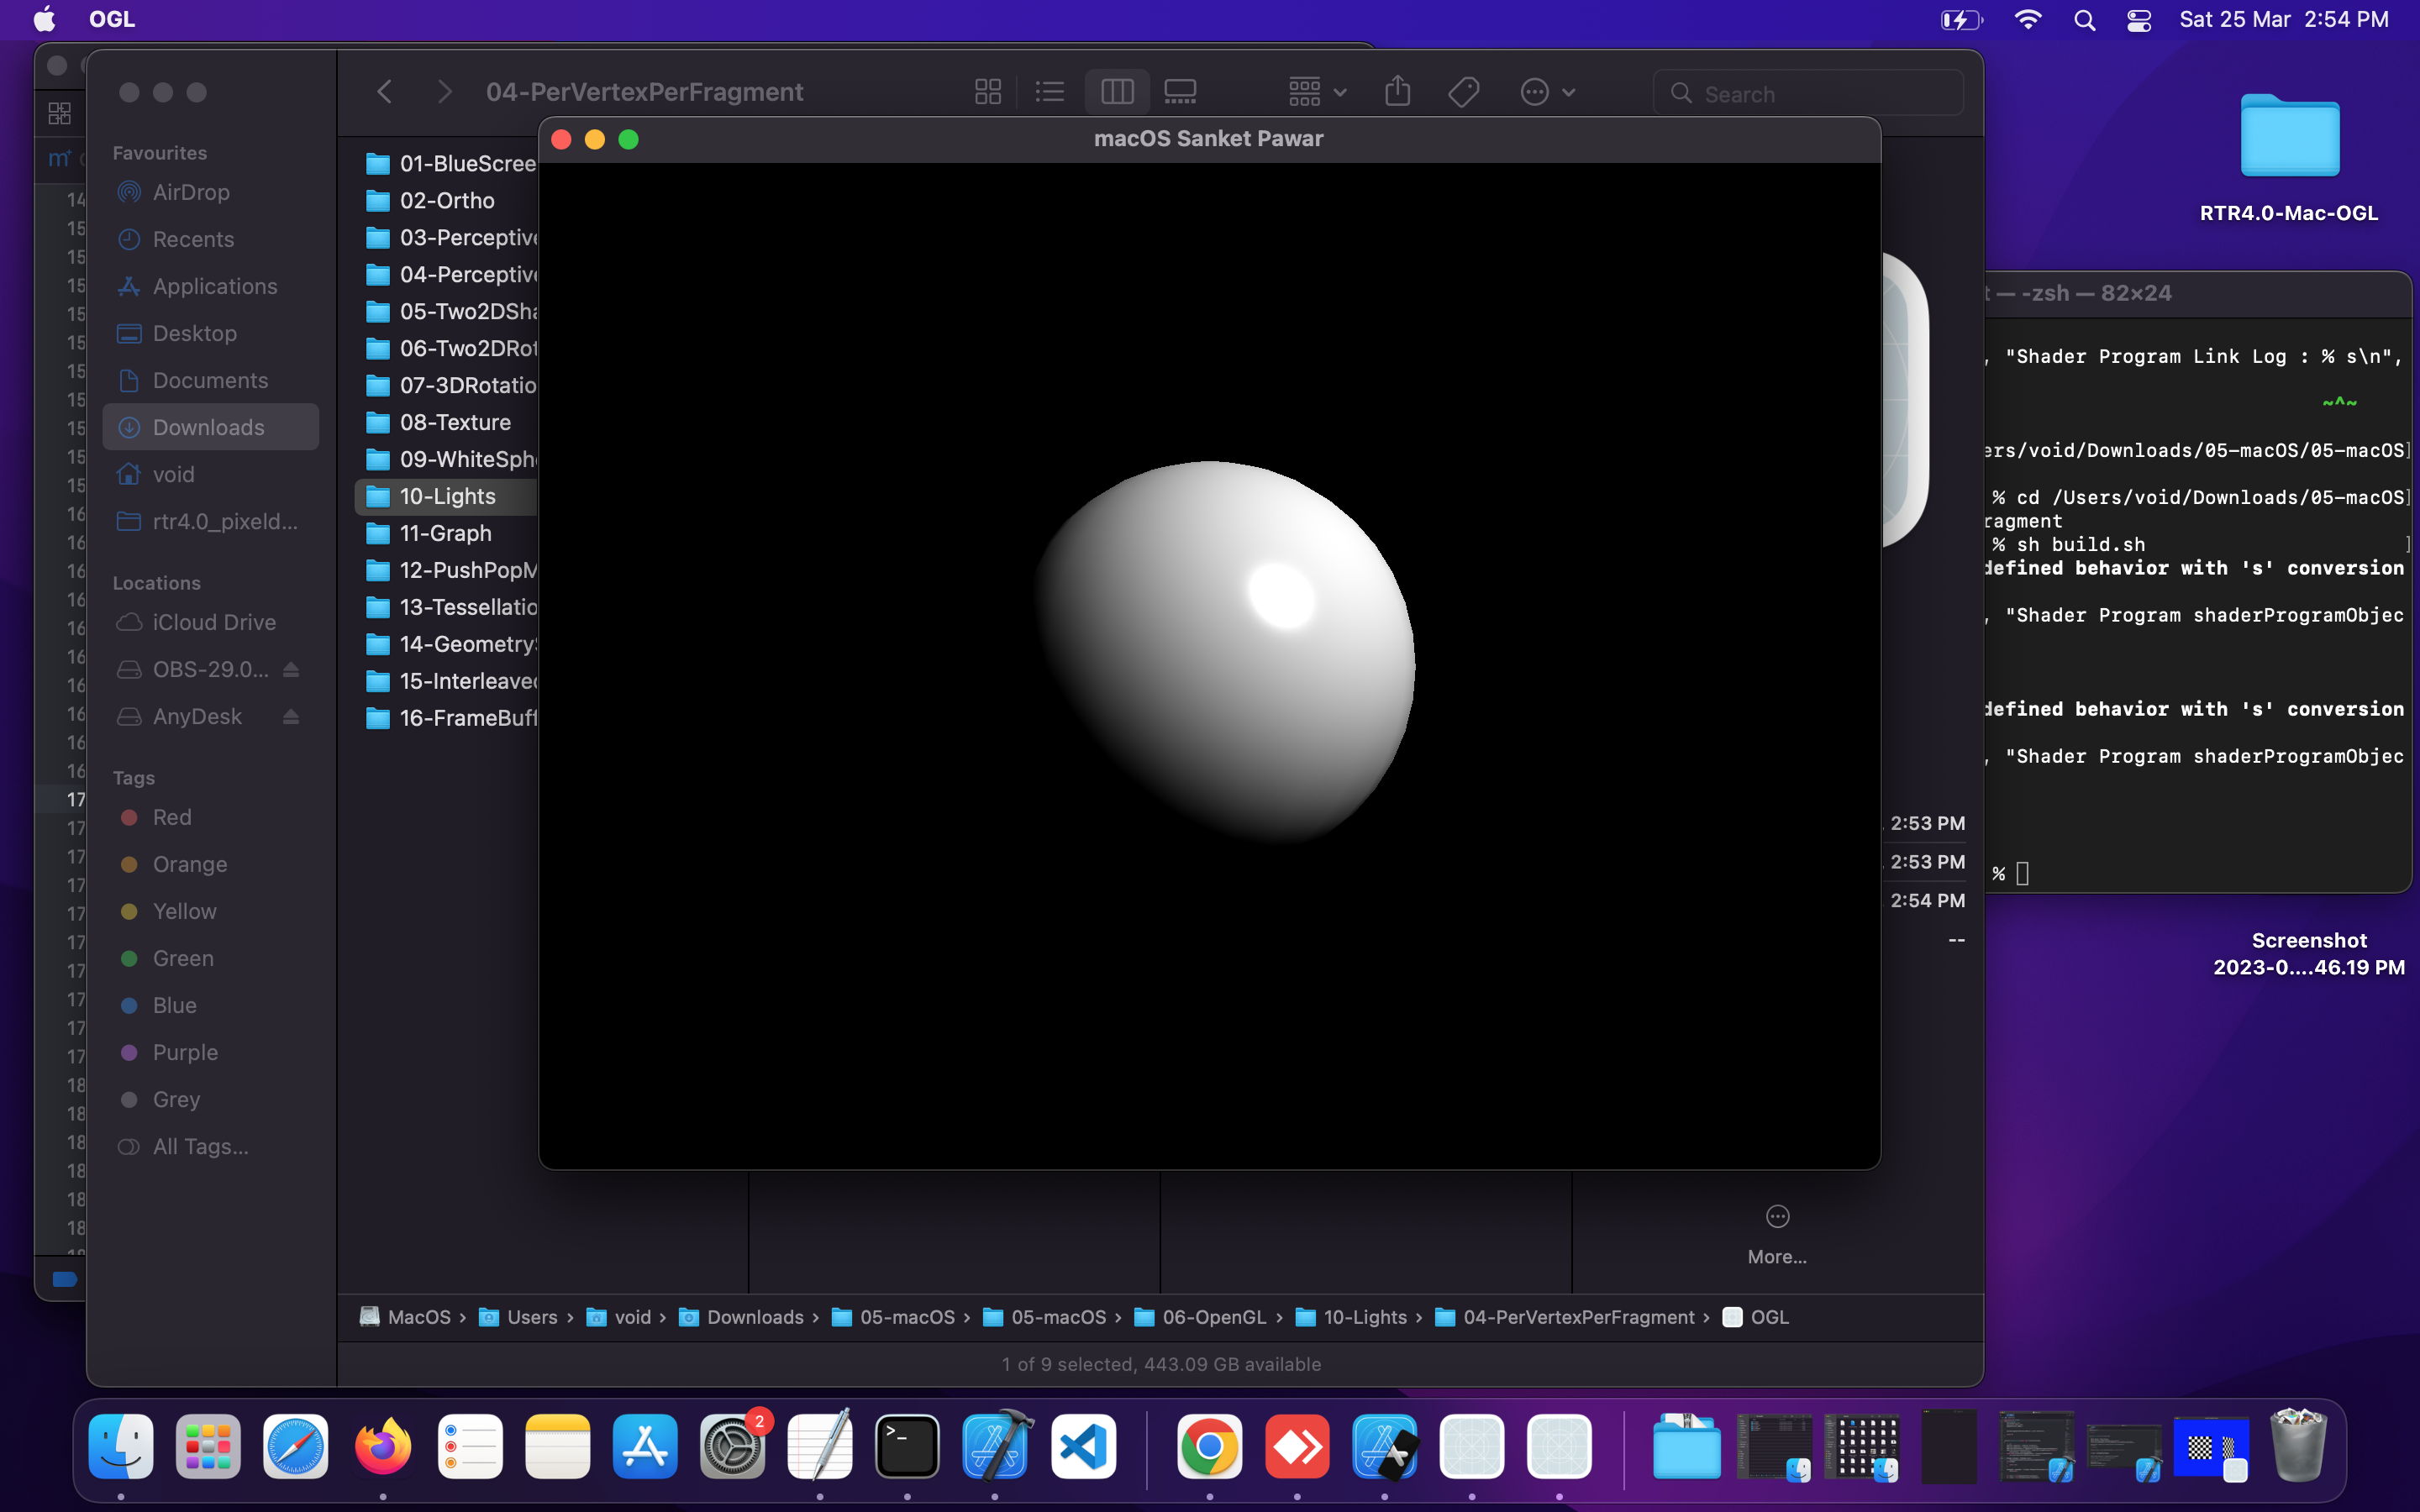 OGL
Sat 25 Mar 2:54 PM
04-PerVertexPerFragment
Search
macOS Sanket Pawar
Favourites
AirDrop
Recents
Applications
Desktop
Documents
Downloads
void
rtr4.0_pixeld...
Locations
iCloud Drive
OBS-29.0...
AnyDesk
Tags
Red
Orange
Yellow
Green
Blue
Purple
Grey
All Tags...
01-BlueScree
02-Ortho
03-Perceptive
04-Perceptive
05-Two2DSha
06-Two2DRot
07-3DRotatio
08-Texture
09-WhiteSphe
10-Lights
11-Graph
12-PushPopM
13-Tessellatio
14-GeometryS
15-Interleaved
16-FrameBuff
2:53 PM
2:53 PM
2:54 PM
--
More...
MacOS › Users › void › Downloads › 05-macOS › 05-macOS › 06-OpenGL › 10-Lights › 04-PerVertexPerFragment › OGL
1 of 9 selected, 443.09 GB available
RTR4.0-Mac-OGL
t — -zsh — 82×24
, "Shader Program Link Log : % s\n",
~^~
ers/void/Downloads/05-macOS/05-macOS]
% cd /Users/void/Downloads/05-macOS]
ragment
% sh build.sh ]
defined behavior with 's' conversion
, "Shader Program shaderProgramObjec
defined behavior with 's' conversion
, "Shader Program shaderProgramObjec
%
Screenshot
2023-0....46.19 PM
2